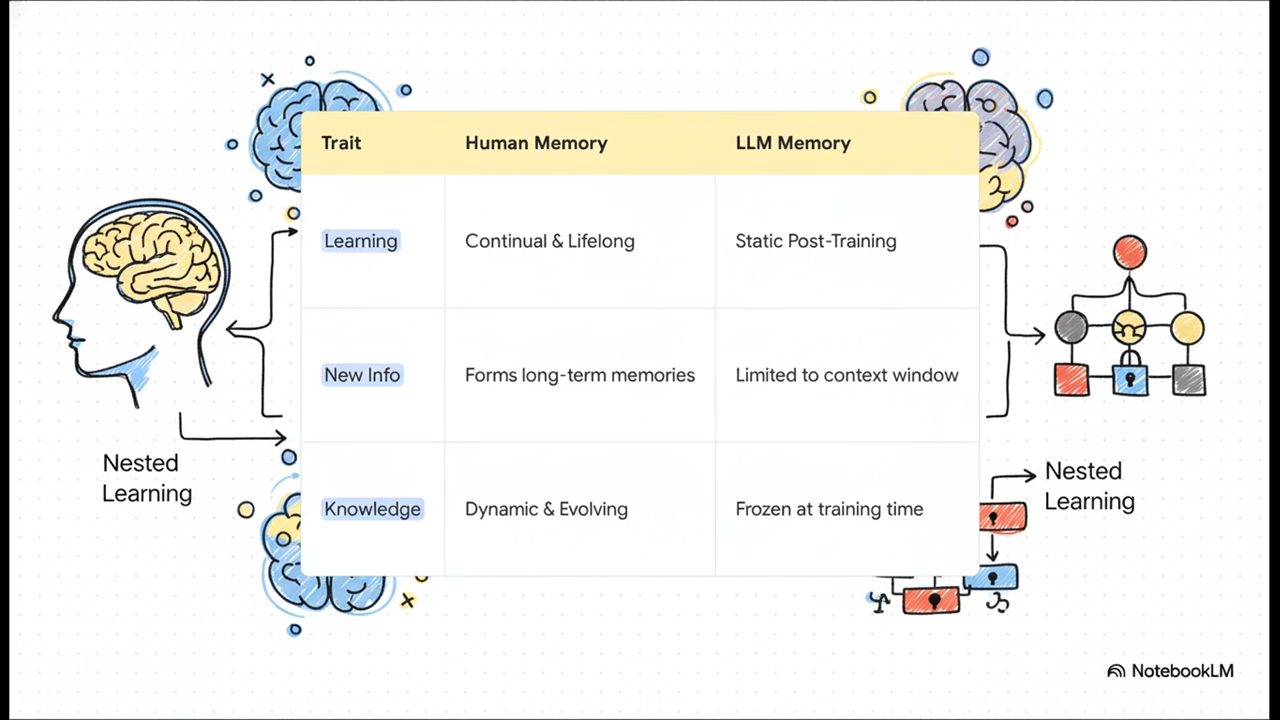 Trait Human Memory LLM Memory
Learning Continual & Lifelong Static Post-Training
New Info Forms long-term memories Limited to context window
Knowledge Dynamic & Evolving Frozen at training time
Nested
Learning
Nested
Learning
NotebookLM